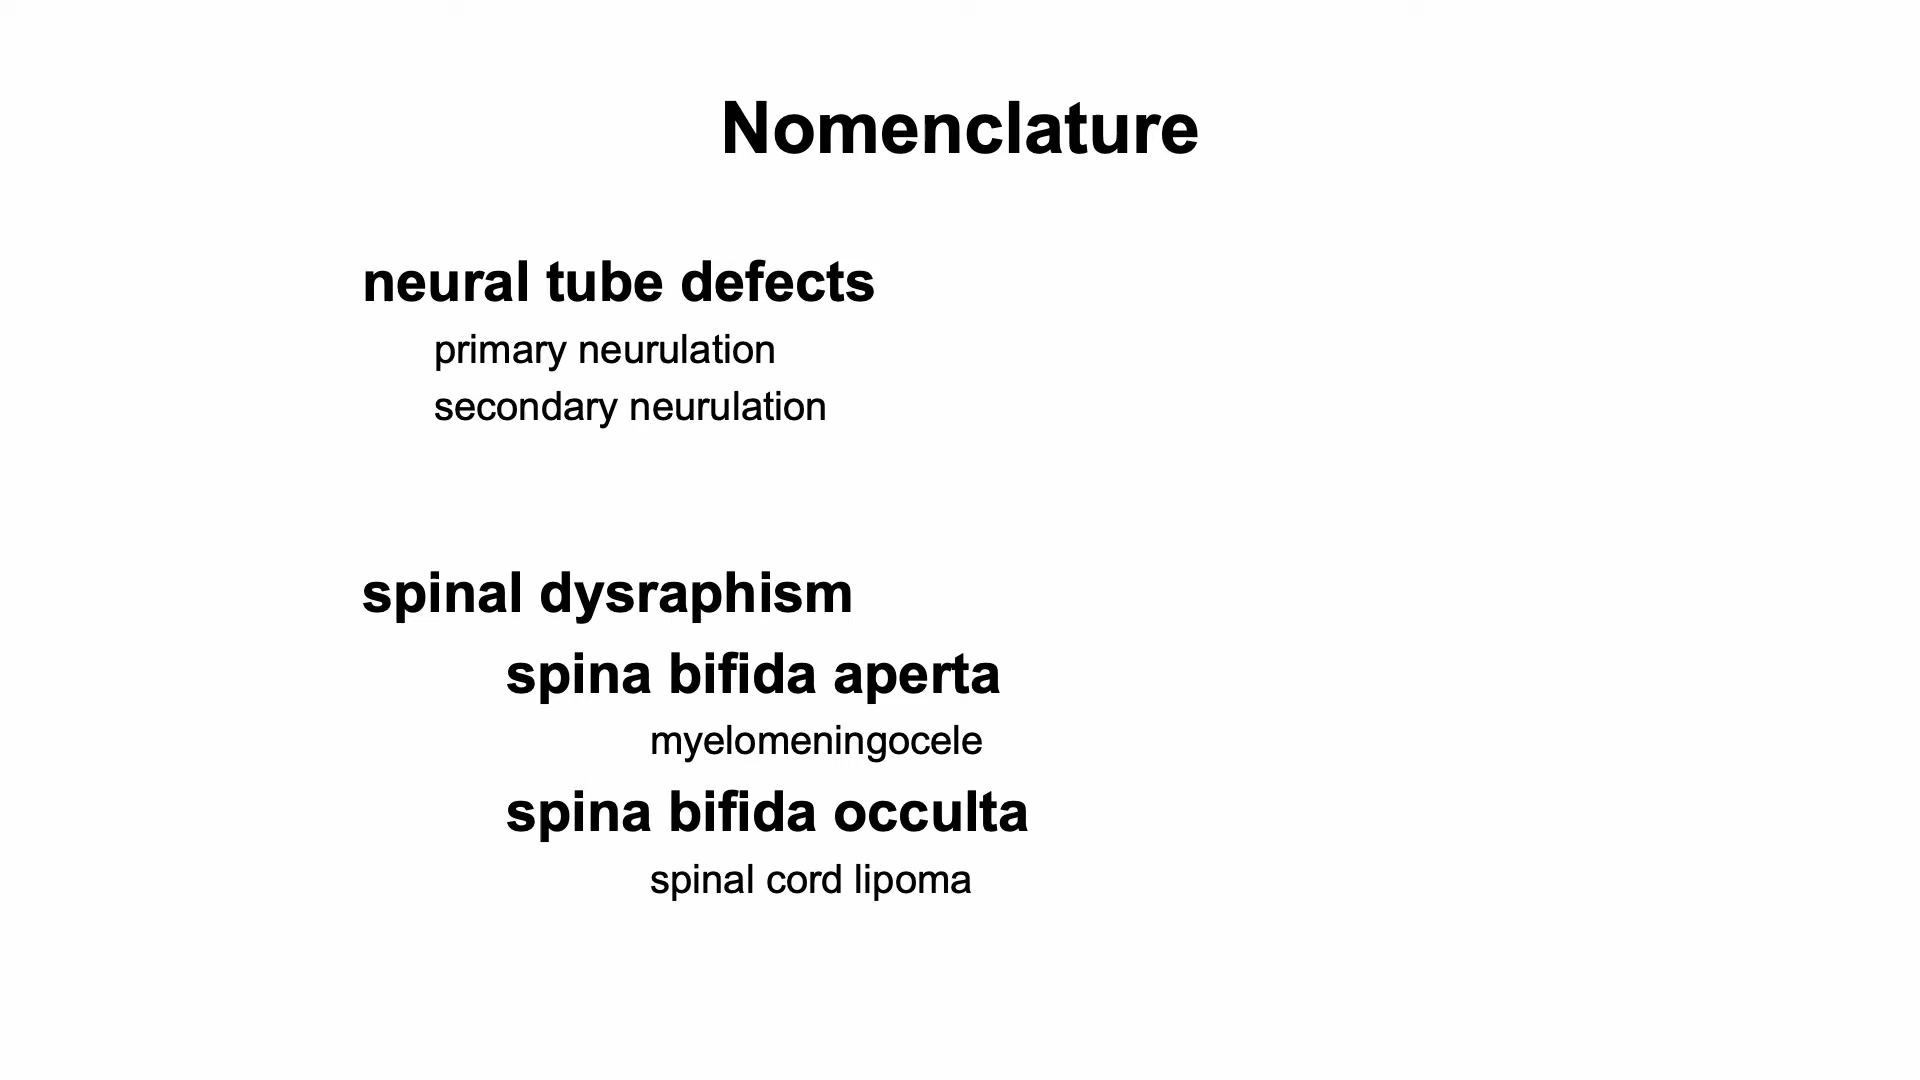 Nomenclature
neural tube defects
primary neurulation
secondary neurulation
spinal dysraphism
spina bifida aperta
myelomeningocele
spina bifida occulta
spinal cord lipoma